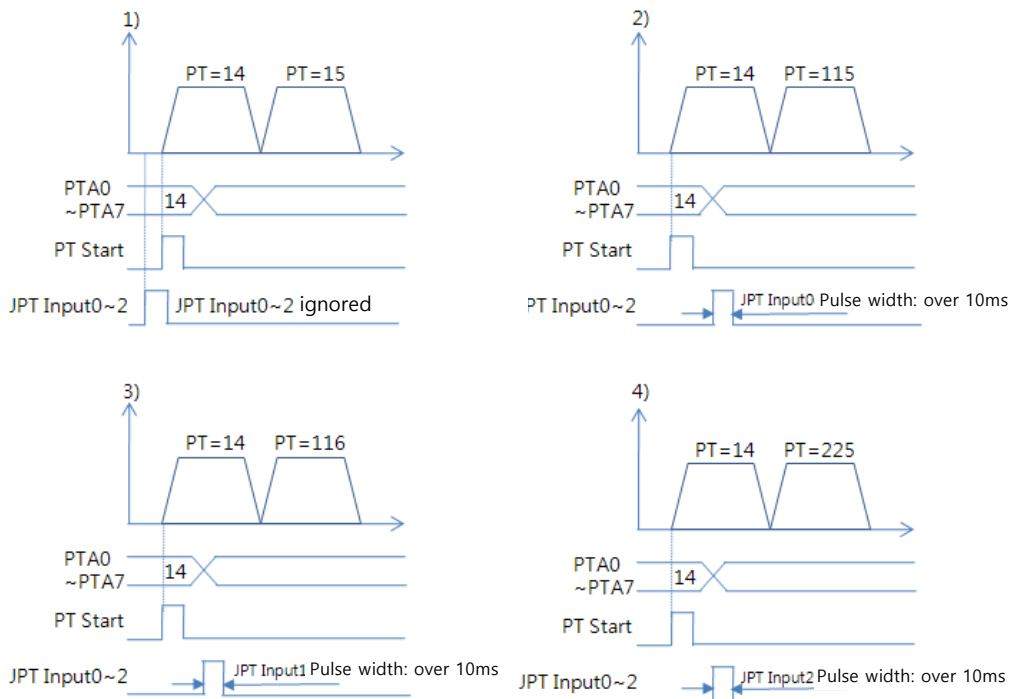 1)
PT=14 PT=15
PTA0
~PTA7
14
PT Start
JPT Input0~2
JPT Input0~2 ignored
2)
PT=14 PT=115
PTA0
~PTA7
14
PT Start
PT Input0~2
JPT Input0 Pulse width: over 10ms
3)
PT=14 PT=116
PTA0
~PTA7
14
PT Start
JPT Input0~2
JPT Input1 Pulse width: over 10ms
4)
PT=14 PT=225
PTA0
~PTA7
14
PT Start
JPT Input0~2
JPT Input2 Pulse width: over 10ms